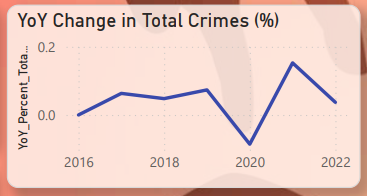 YoY Change in Total Crimes (%)
YoY_Percent_Tota...
0.2
0.0
2016 2018 2020 2022